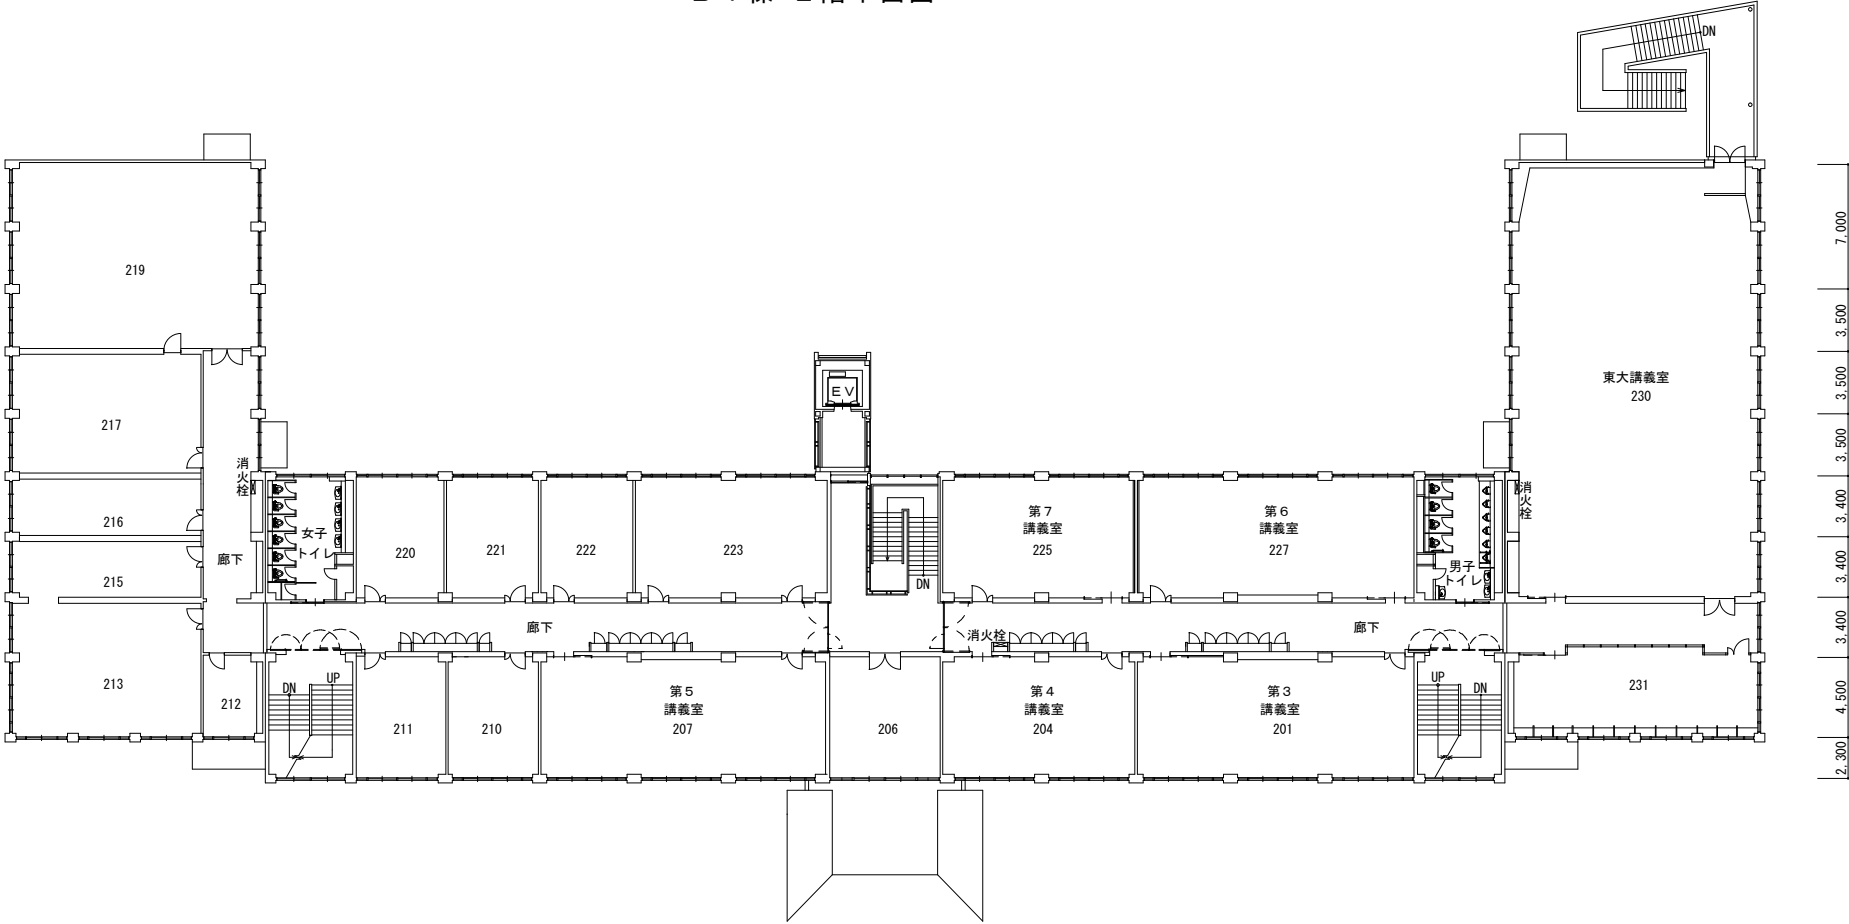 DN
7,000
219
3,500
東大講義室
230
3,500
EV
217
3,500
消火栓
消火栓
3,400
216
女子
トイレ
220
221
222
223
第7
講義室
225
第6
講義室
227
廊下
215
DN
男子
トイレ
3,400
廊下
消火栓
廊下
3,400
213
212
DN
UP
211
210
第5
講義室
207
206
第4
講義室
204
第3
講義室
201
UP
DN
231
4,500
2,300